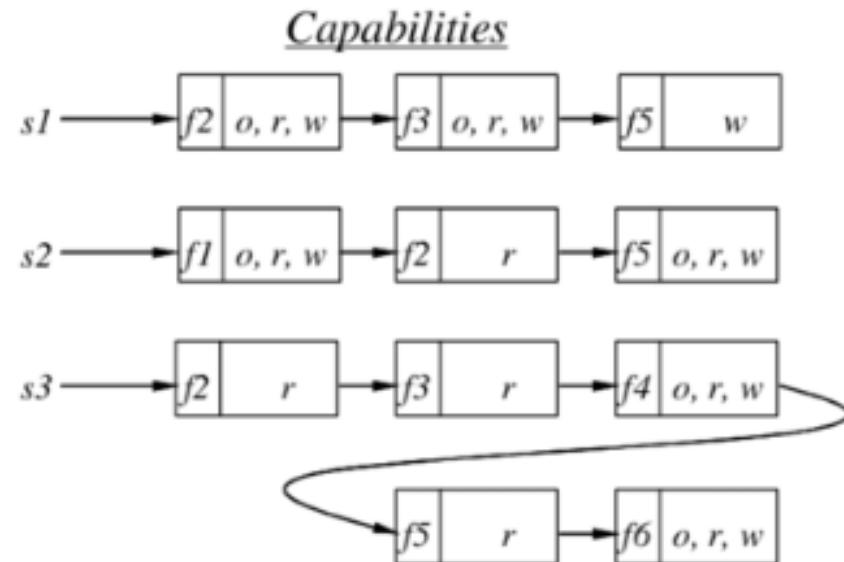 Capabilities
s1 f2 o, r, w f3 o, r, w f5 w
s2 f1 o, r, w f2 r f5 o, r, w
s3 f2 r f3 r f4 o, r, w
f5 r f6 o, r, w